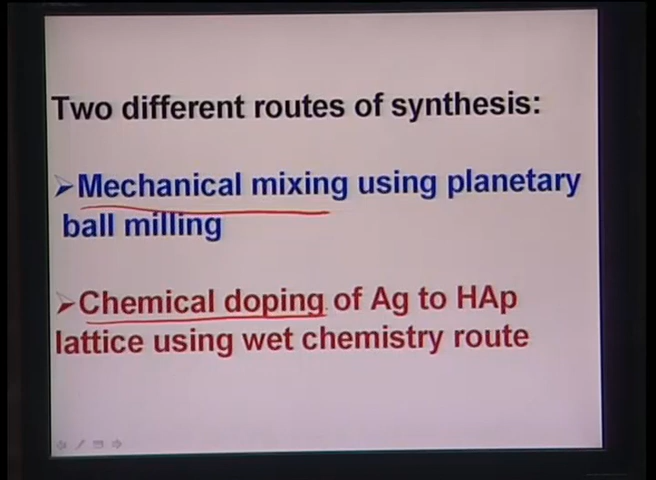 Two different routes of synthesis:
➢Mechanical mixing using planetary
ball milling
➢Chemical doping of Ag to HAp
lattice using wet chemistry route